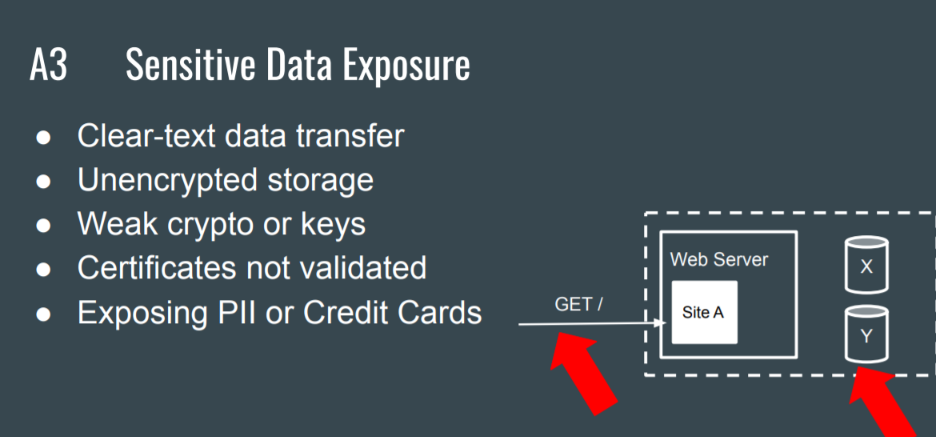 A3 Sensitive Data Exposure
● Clear-text data transfer
● Unencrypted storage
● Weak crypto or keys
● Certificates not validated
● Exposing PII or Credit Cards
GET /
Web Server
Site A
X
Y